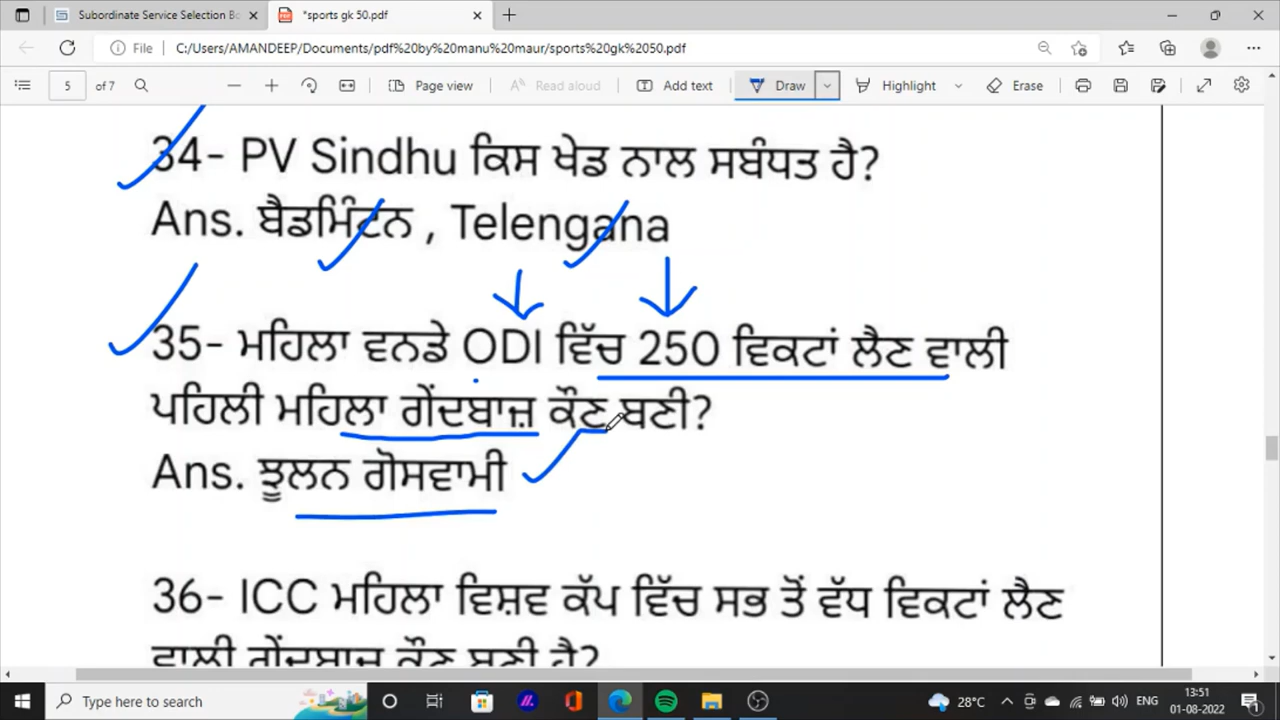 Subordinate Service Selection Bo
*sports gk 50.pdf
File
C:/Users/AMANDEEP/Documents/pdf%20by%20manu%20maur/sports%20gk%2050.pdf
5 of 7
Page view
Read aloud
Add text
Draw
Highlight
Erase
34- PV Sindhu ਕਿਸ ਖੇਡ ਨਾਲ ਸਬੰਧਤ ਹੈ?
Ans. ਬੈਡਮਿੰਟਨ , Telengana
35- ਮਹਿਲਾ ਵਨਡੇ ODI ਵਿੱਚ 250 ਵਿਕਟਾਂ ਲੈਣ ਵਾਲੀ
ਪਹਿਲੀ ਮਹਿਲਾ ਗੇਂਦਬਾਜ਼ ਕੌਣ ਬਣੀ?
Ans. ਝੂਲਨ ਗੋਸਵਾਮੀ
36- ICC ਮਹਿਲਾ ਵਿਸ਼ਵ ਕੱਪ ਵਿੱਚ ਸਭ ਤੋਂ ਵੱਧ ਵਿਕਟਾਂ ਲੈਣ
ਵਾਲੀ ਗੇਂਦਬਾਜ਼ ਕੌਣ ਬਣੀ ਹੈ?
Type here to search
28°C
ENG
13:51
01-08-2022